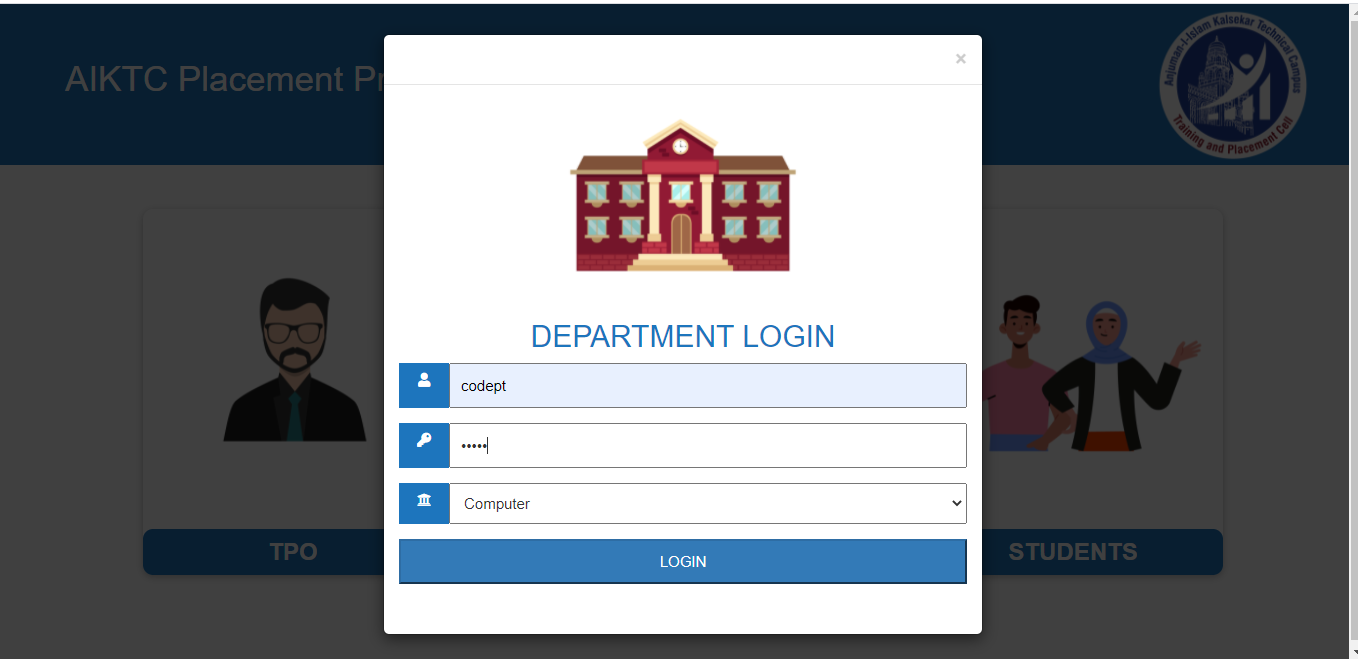 AIKTC Placement Pr
Anjuman-I-Islam Kalsekar Technical Campus
Training and Placement Cell
×
DEPARTMENT LOGIN
codept
•••••
Computer
LOGIN
TPO
STUDENTS